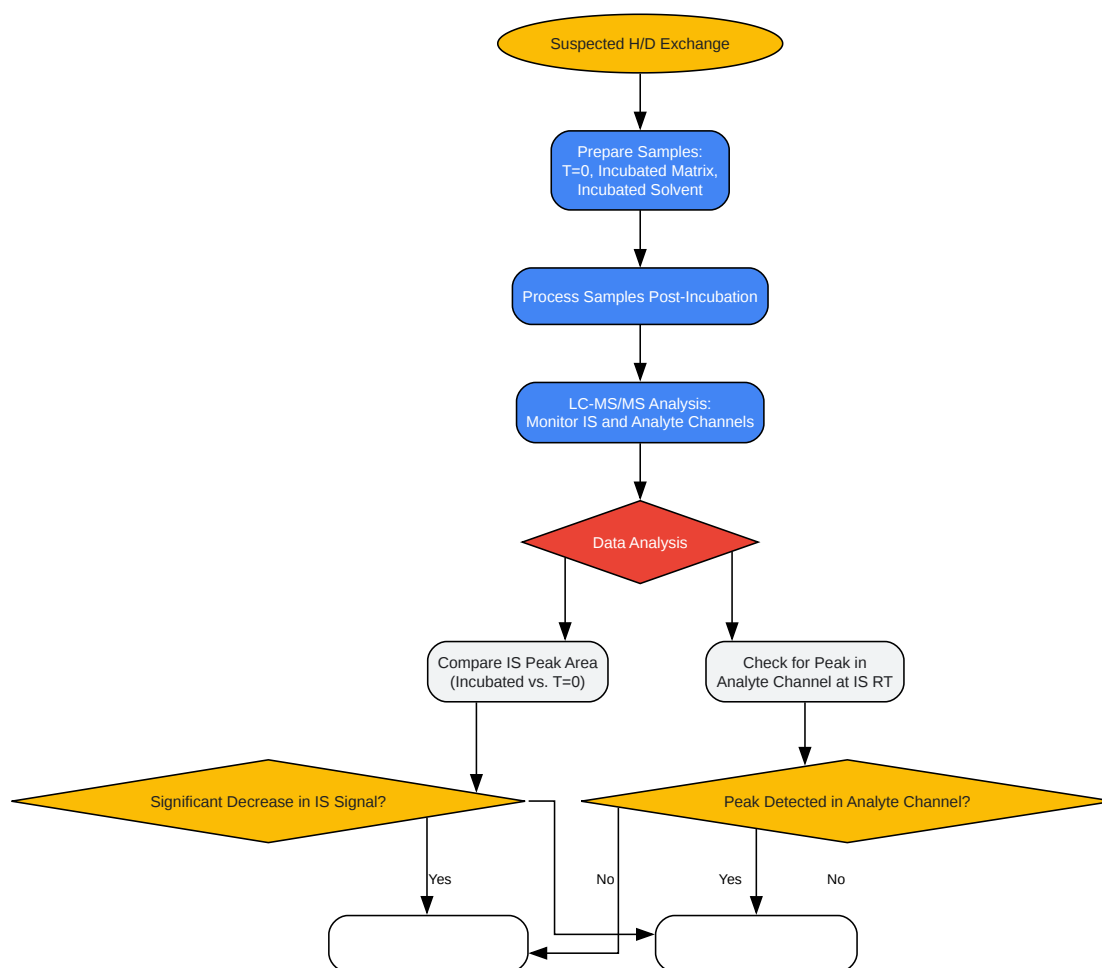 Suspected H/D Exchange
Prepare Samples:
T=0, Incubated Matrix,
Incubated Solvent
Process Samples Post-Incubation
LC-MS/MS Analysis:
Monitor IS and Analyte Channels
Data Analysis
Compare IS Peak Area
(Incubated vs. T=0)
Check for Peak in
Analyte Channel at IS RT
Significant Decrease in IS Signal?
Peak Detected in Analyte Channel?
Yes
No
Yes
No